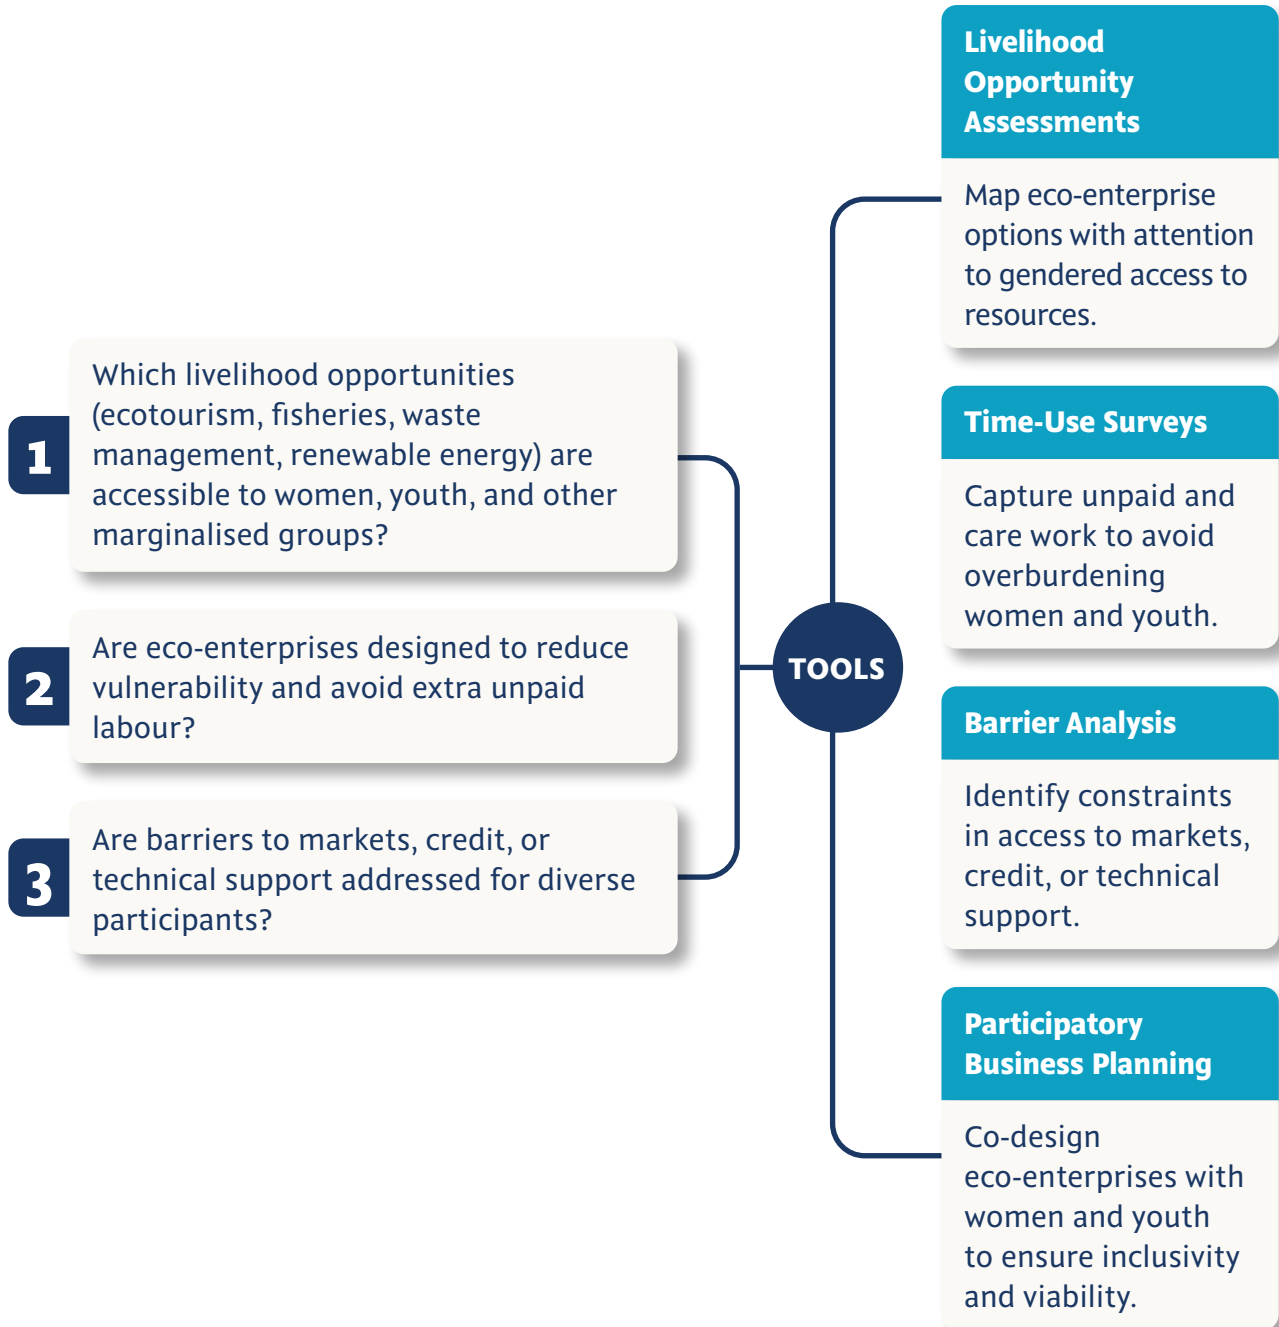 1
Which livelihood opportunities
(ecotourism, fisheries, waste
management, renewable energy) are
accessible to women, youth, and other
marginalised groups?
2
Are eco-enterprises designed to reduce
vulnerability and avoid extra unpaid
labour?
3
Are barriers to markets, credit, or
technical support addressed for diverse
participants?
TOOLS
Livelihood
Opportunity
Assessments
Map eco-enterprise
options with attention
to gendered access to
resources.
Time-Use Surveys
Capture unpaid and
care work to avoid
overburdening
women and youth.
Barrier Analysis
Identify constraints
in access to markets,
credit, or technical
support.
Participatory
Business Planning
Co-design
eco-enterprises with
women and youth
to ensure inclusivity
and viability.